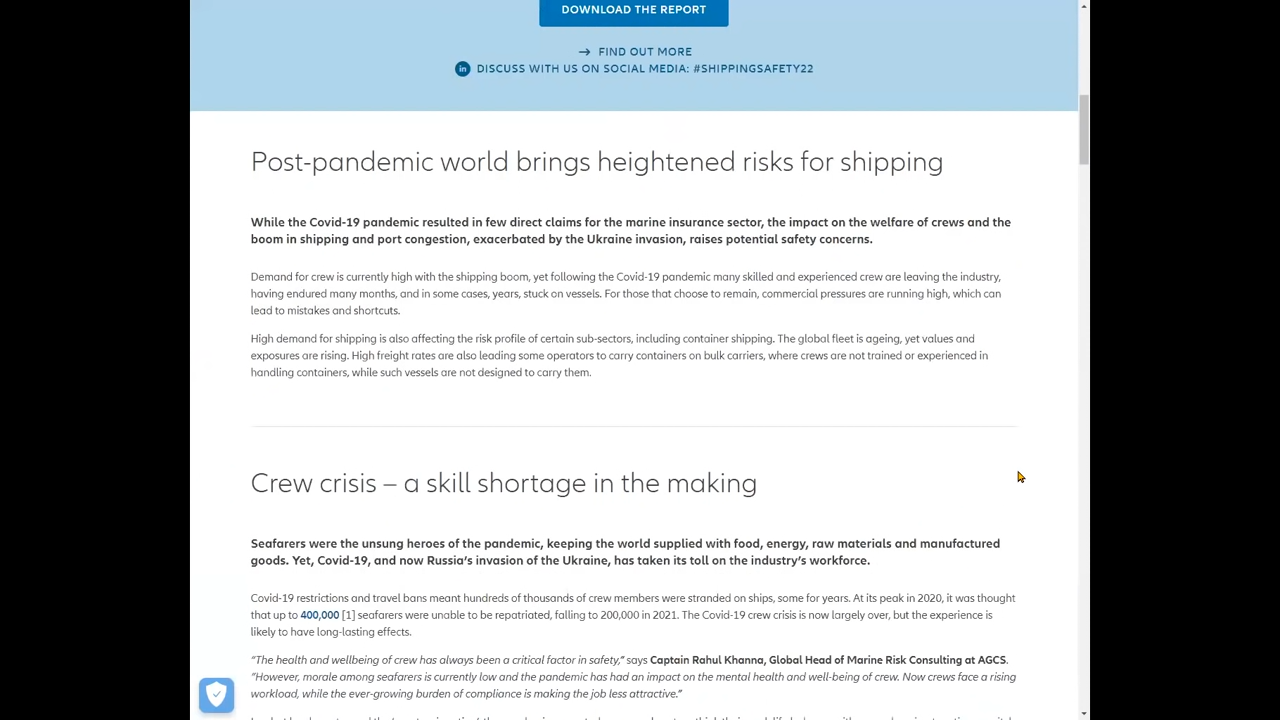 DOWNLOAD THE REPORT
→ FIND OUT MORE
in DISCUSS WITH US ON SOCIAL MEDIA: #SHIPPINGSAFETY22
Post-pandemic world brings heightened risks for shipping
While the Covid-19 pandemic resulted in few direct claims for the marine insurance sector, the impact on the welfare of crews and the
boom in shipping and port congestion, exacerbated by the Ukraine invasion, raises potential safety concerns.
Demand for crew is currently high with the shipping boom, yet following the Covid-19 pandemic many skilled and experienced crew are leaving the industry,
having endured many months, and in some cases, years, stuck on vessels. For those that choose to remain, commercial pressures are running high, which can
lead to mistakes and shortcuts.
High demand for shipping is also affecting the risk profile of certain sub-sectors, including container shipping. The global fleet is ageing, yet values and
exposures are rising. High freight rates are also leading some operators to carry containers on bulk carriers, where crews are not trained or experienced in
handling containers, while such vessels are not designed to carry them.
Crew crisis – a skill shortage in the making
Seafarers were the unsung heroes of the pandemic, keeping the world supplied with food, energy, raw materials and manufactured
goods. Yet, Covid-19, and now Russia’s invasion of the Ukraine, has taken its toll on the industry’s workforce.
Covid-19 restrictions and travel bans meant hundreds of thousands of crew members were stranded on ships, some for years. At its peak in 2020, it was thought
that up to 400,000 [1] seafarers were unable to be repatriated, falling to 200,000 in 2021. The Covid-19 crew crisis is now largely over, but the experience is
likely to have long-lasting effects.
“The health and wellbeing of crew has always been a critical factor in safety,” says Captain Rahul Khanna, Global Head of Marine Risk Consulting at AGCS.
“However, morale among seafarers is currently low and the pandemic has had an impact on the mental health and well-being of crew. Now crews face a rising
workload, while the ever-growing burden of compliance is making the job less attractive.”